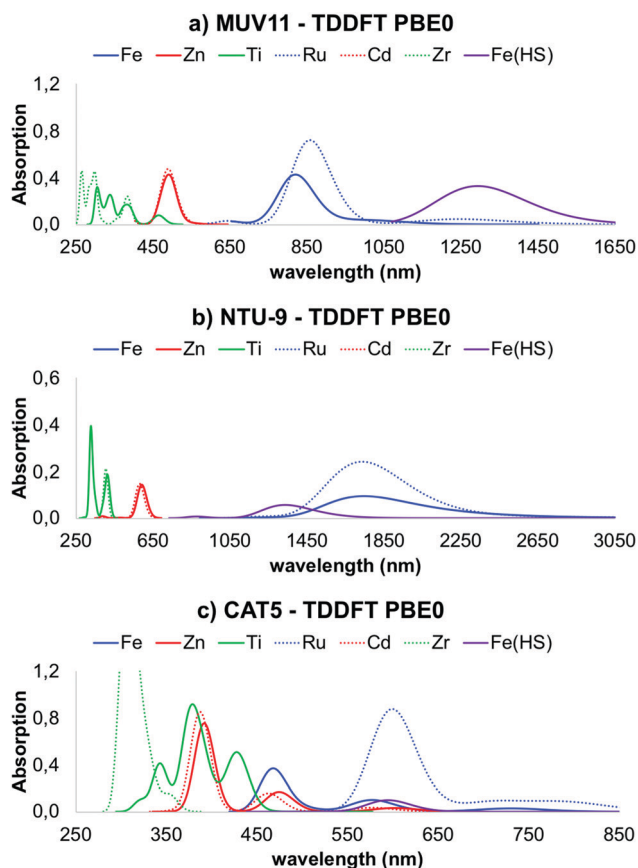 a) MUV11 - TDDFT PBE0
Fe Zn Ti Ru Cd Zr Fe(HS)
1,2
0,8
0,4
0,0
Absorption
250 450 650 850 1050 1250 1450 1650
wavelength (nm)
b) NTU-9 - TDDFT PBE0
Fe Zn Ti Ru Cd Zr Fe(HS)
0,6
0,4
0,2
0,0
Absorption
250 650 1050 1450 1850 2250 2650 3050
wavelength (nm)
c) CAT5 - TDDFT PBE0
Fe Zn Ti Ru Cd Zr Fe(HS)
1,2
0,8
0,4
0,0
Absorption
250 350 450 550 650 750 850
wavelength (nm)